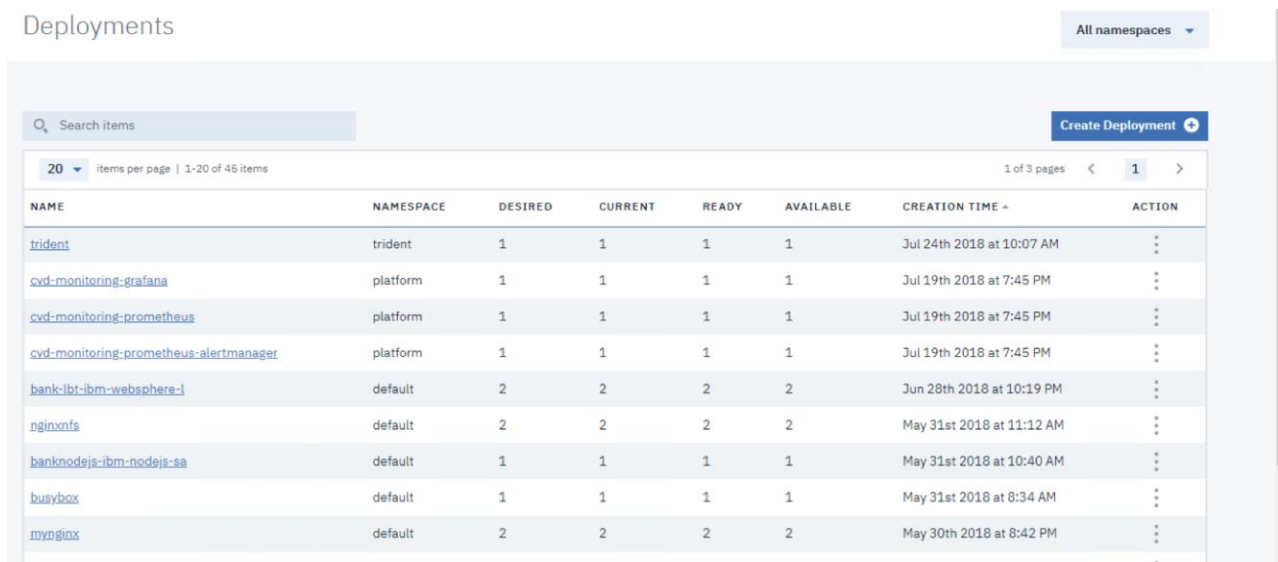 Deployments
All namespaces
Search items
Create Deployment
20 items per page | 1-20 of 45 items 1 of 3 pages < 1 >
NAME NAMESPACE DESIRED CURRENT READY AVAILABLE CREATION TIME ACTION
trident trident 1 1 1 1 Jul 24th 2018 at 10:07 AM
cvd-monitoring-grafana platform 1 1 1 1 Jul 19th 2018 at 7:45 PM
cvd-monitoring-prometheus platform 1 1 1 1 Jul 19th 2018 at 7:45 PM
cvd-monitoring-prometheus-alertmanager platform 1 1 1 1 Jul 19th 2018 at 7:45 PM
bank-lbt-ibm-websphere-l default 2 2 2 2 Jun 28th 2018 at 10:19 PM
nginxnfs default 2 2 2 2 May 31st 2018 at 11:12 AM
banknodejs-ibm-nodejs-sa default 1 1 1 1 May 31st 2018 at 10:40 AM
busybox default 1 1 1 1 May 31st 2018 at 8:34 AM
mynginx default 2 2 2 2 May 30th 2018 at 8:42 PM